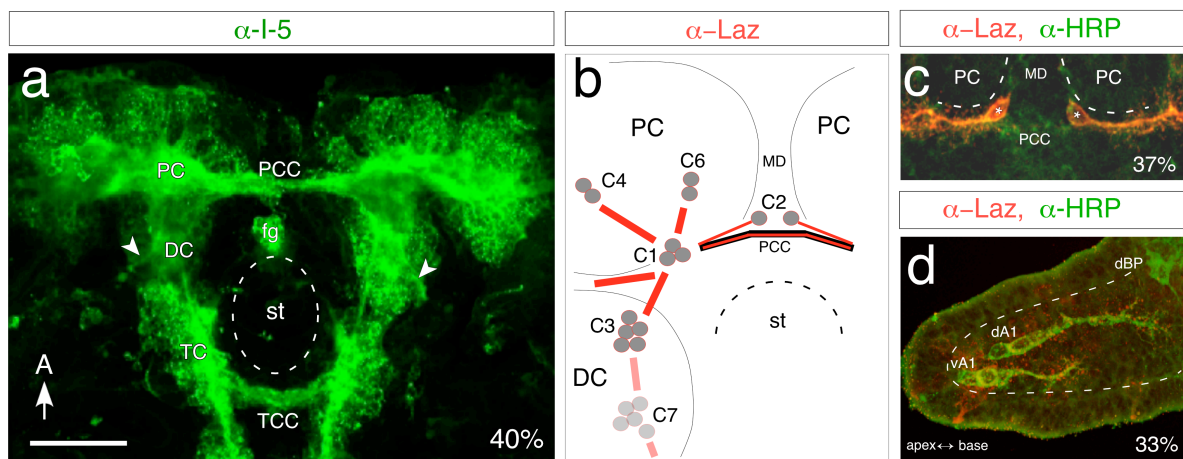 α-I-5
α–Laz
α–Laz, α-HRP
a
PC
PCC
fg
DC
st
TC
TCC
A
40%
b
PC
PC
MD
C6
C4
C2
C1
PCC
st
C3
DC
C7
c
PC
MD
PC
*
*
PCC
37%
α–Laz, α-HRP
d
dBP
dA1
vA1
apex↔base
33%